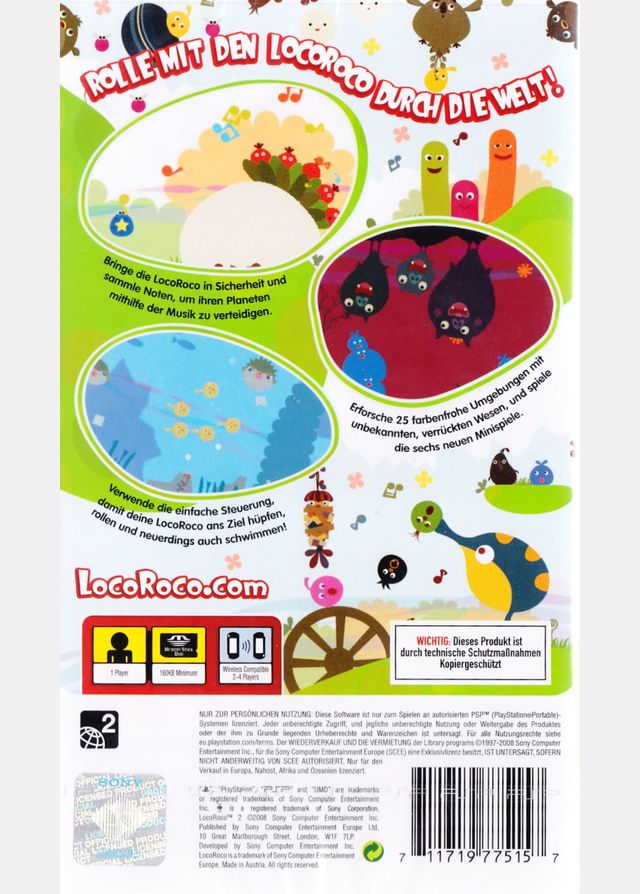 ROLLE MIT DEN LOCOROCO DURCH DIE WELT!
Bringe die LocoRoco in Sicherheit und
sammle Noten, um ihren Planeten
mithilfe der Musik zu verteidigen.
Erforsche 25 farbenfrohe Umgebungen mit
unbekannten, verrückten Wesen, und spiele
die sechs neuen Minispiele.
Verwende die einfache Steuerung,
damit deine LocoRoco ans Ziel hüpfen,
rollen und neuerdings auch schwimmen!
LOCOROCO.COM
1 Player
MEMORY STICK
DUO
160KB Minimum
Wireless Compatible
2-4 Players
WICHTIG: Dieses Produkt ist
durch technische Schutzmaßnahmen
Kopiergeschützt
2
NUR ZUR PERSÖNLICHEN NUTZUNG: Diese Software ist nur zum Spielen an autorisierten PSP™ (PlayStation®Portable)-
Systemen lizenziert. Jeder unberechtigte Zugriff, und jegliche unberechtigte Nutzung oder Weitergabe des Produktes
oder der ihm zu Grunde liegenden Urheberrechte und Warenzeichen ist untersagt. Für alle Nutzungsrechte siehe
eu.playstation.com/terms. Der WIEDERVERKAUF UND DIE VERMIETUNG der Library programs ©1997-2008 Sony Computer
Entertainment Inc., für die Sony Computer Entertainment Europe (SCEE) eine Exklusivlizenz besitzt, IST UNTERSAGT, SOFERN
NICHT ANDERWEITIG VON SCEE AUTORISIERT. Nur für den
Verkauf in Europa, Nahost, Afrika und Ozeanien lizenziert.
"PlayStation", "PSP" and "UMD" are trademarks
or registered trademarks of Sony Computer Entertainment
Inc. is a registered trademark of Sony Computer Entertainment Inc.
LocoRoco™ 2 ©2008 Sony Computer Entertainment Inc.
Published by Sony Computer Entertainment Europe Ltd,
10 Great Marlborough Street, London, W1F 7LP.
Developed by Sony Computer Entertainment Inc.
LocoRoco is a trademark of Sony Computer Entertainment Inc.
Made in Austria. All rights reserved.
SONY
OFFICIAL
LICENSED PRODUCT
7 11719 77515 7